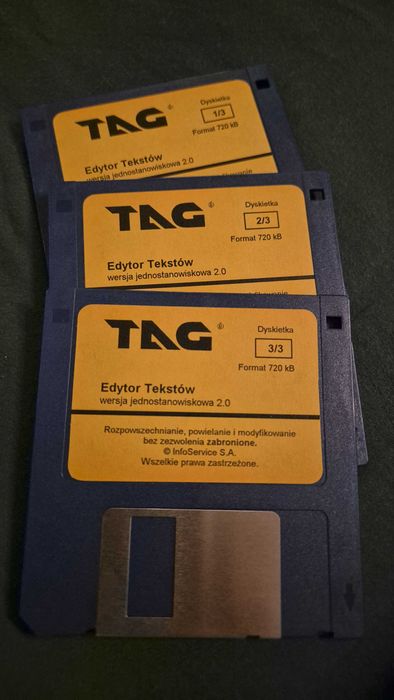 TAG®
Dyskietka
1/3
Format 720 kB
Edytor Tekstów
wersja jednostanowiskowa 2.0
TAG®
Dyskietka
2/3
Format 720 kB
Edytor Tekstów
wersja jednostanowiskowa 2.0
TAG®
Dyskietka
3/3
Format 720 kB
Edytor Tekstów
wersja jednostanowiskowa 2.0
Rozpowszechnianie, powielanie i modyfikowanie
bez zezwolenia zabronione.
© InfoService S.A.
Wszelkie prawa zastrzeżone.